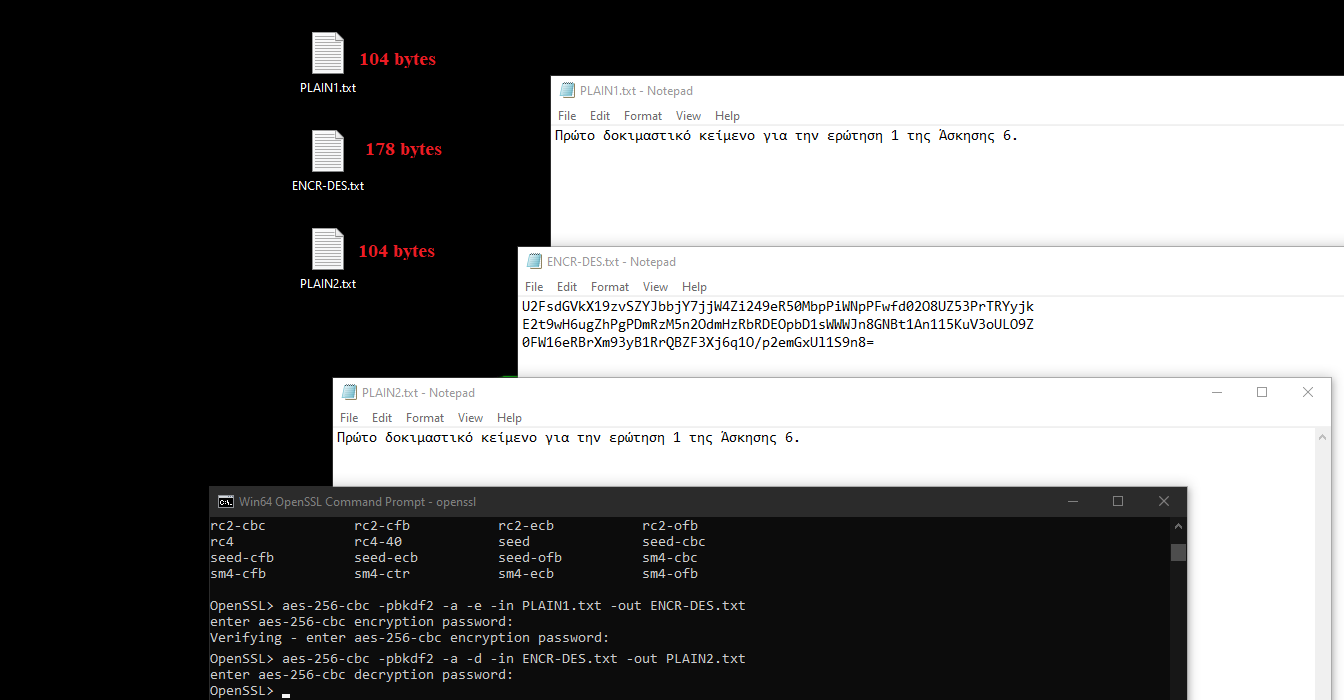 104 bytes
PLAIN1.txt
178 bytes
ENCR-DES.txt
104 bytes
PLAIN2.txt
PLAIN1.txt - Notepad
File Edit Format View Help
Πρώτο δοκιμαστικό κείμενο για την ερώτηση 1 της Άσκησης 6.
ENCR-DES.txt - Notepad
File Edit Format View Help
U2FsdGVkX19zvSZYJbbjY7jjW4Zi249eR50MbpPiWNpPFwfd02O8UZ53PrTRYyjk
E2t9wH6ugZhPgPDmRzM5n2OdmHzRbRDEOpbD1sWWWJn8GNBt1An115KuV3oULO9Z
0FW16eRBrXm93yB1RrQBZF3Xj6q1O/p2emGxUl1S9n8=
PLAIN2.txt - Notepad
File Edit Format View Help
Πρώτο δοκιμαστικό κείμενο για την ερώτηση 1 της Άσκησης 6.
Win64 OpenSSL Command Prompt - openssl
rc2-cbc rc2-cfb rc2-ecb rc2-ofb
rc4 rc4-40 seed seed-cbc
seed-cfb seed-ecb seed-ofb sm4-cbc
sm4-cfb sm4-ctr sm4-ecb sm4-ofb
OpenSSL> aes-256-cbc -pbkdf2 -a -e -in PLAIN1.txt -out ENCR-DES.txt
enter aes-256-cbc encryption password:
Verifying - enter aes-256-cbc encryption password:
OpenSSL> aes-256-cbc -pbkdf2 -a -d -in ENCR-DES.txt -out PLAIN2.txt
enter aes-256-cbc decryption password:
OpenSSL>